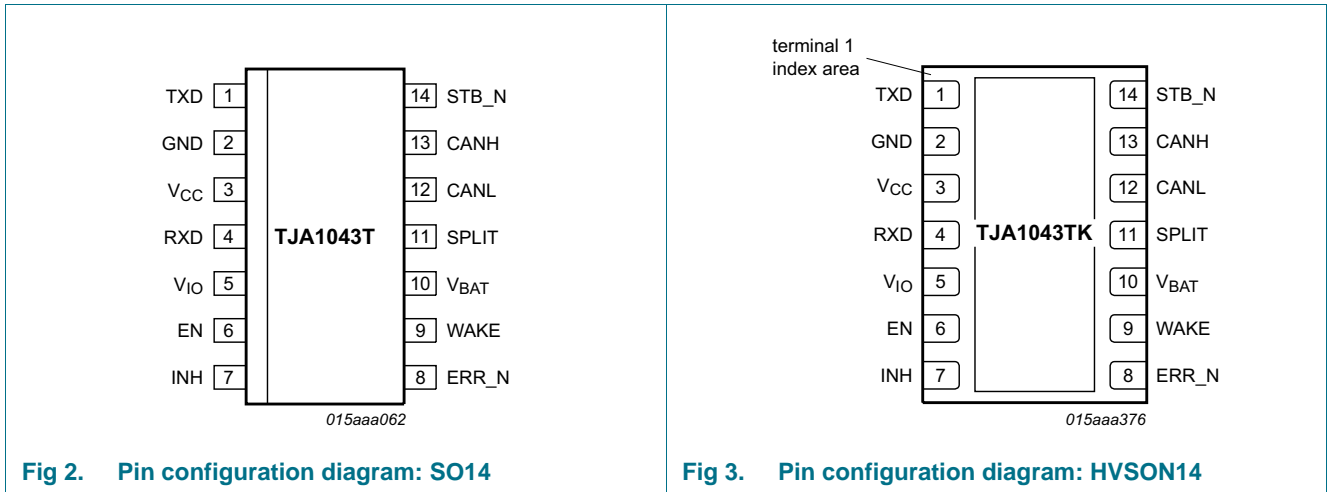 TXD 1 14 STB_N
GND 2 13 CANH
VCC 3 12 CANL
RXD 4 TJA1043T 11 SPLIT
VIO 5 10 VBAT
EN 6 9 WAKE
INH 7 8 ERR_N
015aaa062
Fig 2. Pin configuration diagram: SO14
terminal 1
index area
TXD 1 14 STB_N
GND 2 13 CANH
VCC 3 12 CANL
RXD 4 TJA1043TK 11 SPLIT
VIO 5 10 VBAT
EN 6 9 WAKE
INH 7 8 ERR_N
015aaa376
Fig 3. Pin configuration diagram: HVSON14